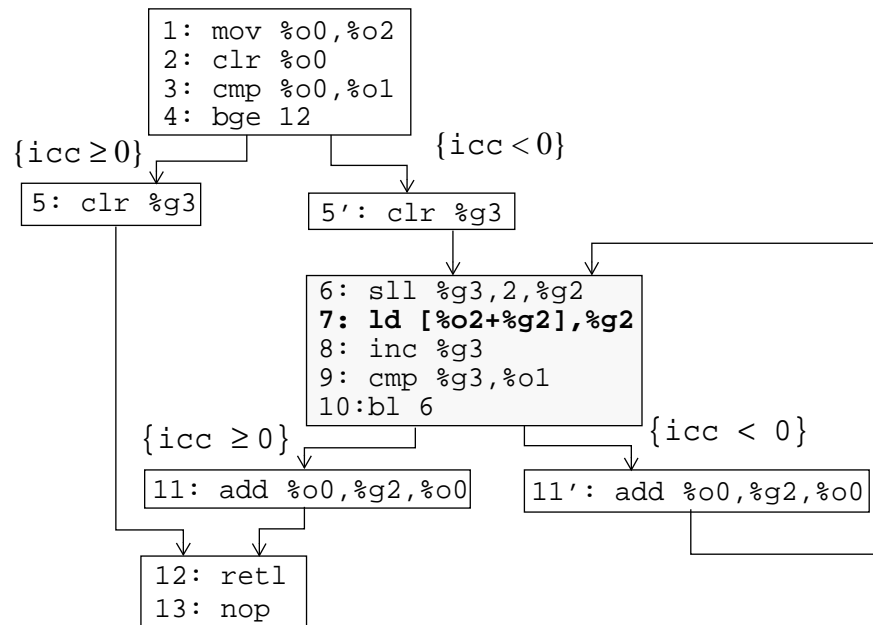 1: mov %o0,%o2
2: clr %o0
3: cmp %o0,%o1
4: bge 12
{icc ≥ 0}
{icc < 0}
5: clr %g3
5': clr %g3
6: sll %g3,2,%g2
7: ld [%o2+%g2],%g2
8: inc %g3
9: cmp %g3,%o1
10:bl 6
{icc ≥ 0}
{icc < 0}
11: add %o0,%g2,%o0
11': add %o0,%g2,%o0
12: retl
13: nop